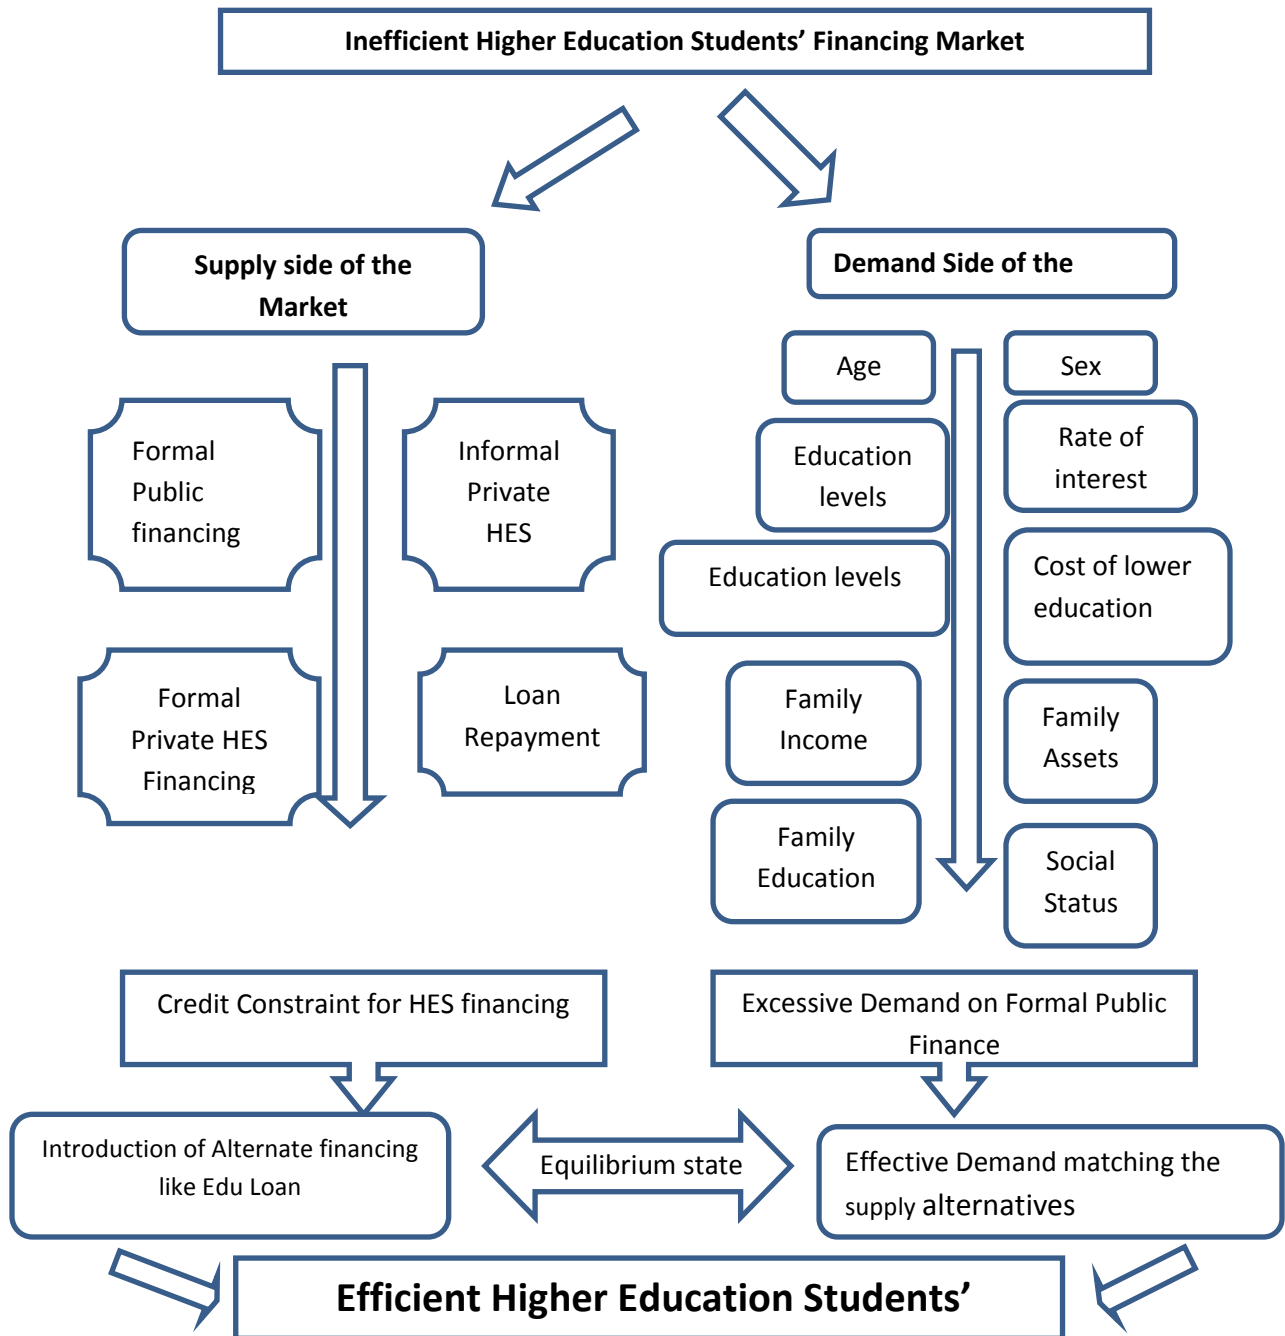 Inefficient Higher Education Students’ Financing Market
Supply side of the
Market
Demand Side of the
Formal
Public
financing
Informal
Private
HES
Formal
Private HES
Financing
Loan
Repayment
Age
Sex
Education
levels
Rate of
interest
Education levels
Cost of lower
education
Family
Income
Family
Assets
Family
Education
Social
Status
Credit Constraint for HES financing
Excessive Demand on Formal Public
Finance
Introduction of Alternate financing
like Edu Loan
Equilibrium state
Effective Demand matching the
supply alternatives
Efficient Higher Education Students’